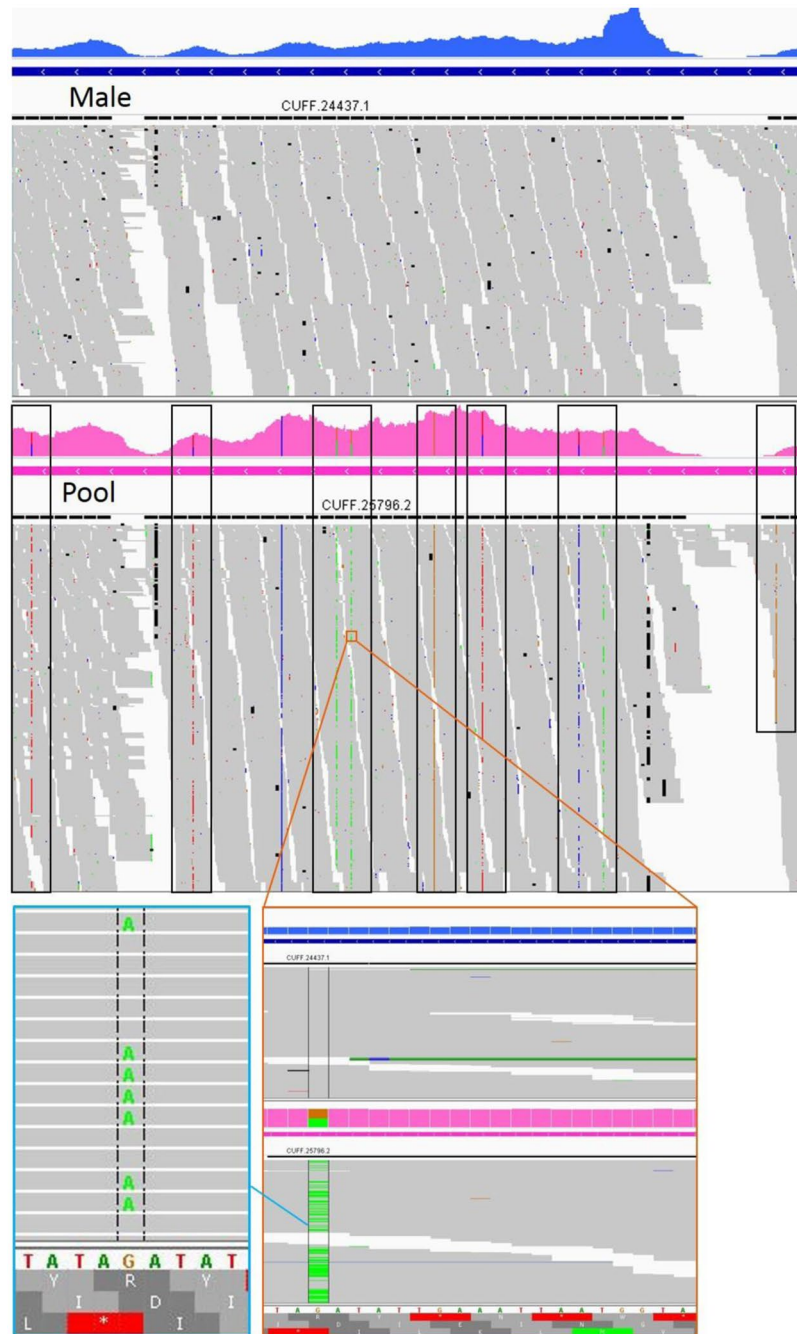 Male
CUFF.24437.1
Pool
CUFF.25796.2
A
A
A
A
A
A
A
T A T A G A T A T
Y R Y
I D I
L * I
CUFF.24437.1
CUFF.25796.2
T A G A T A T T G A A A T T A A T G G T A